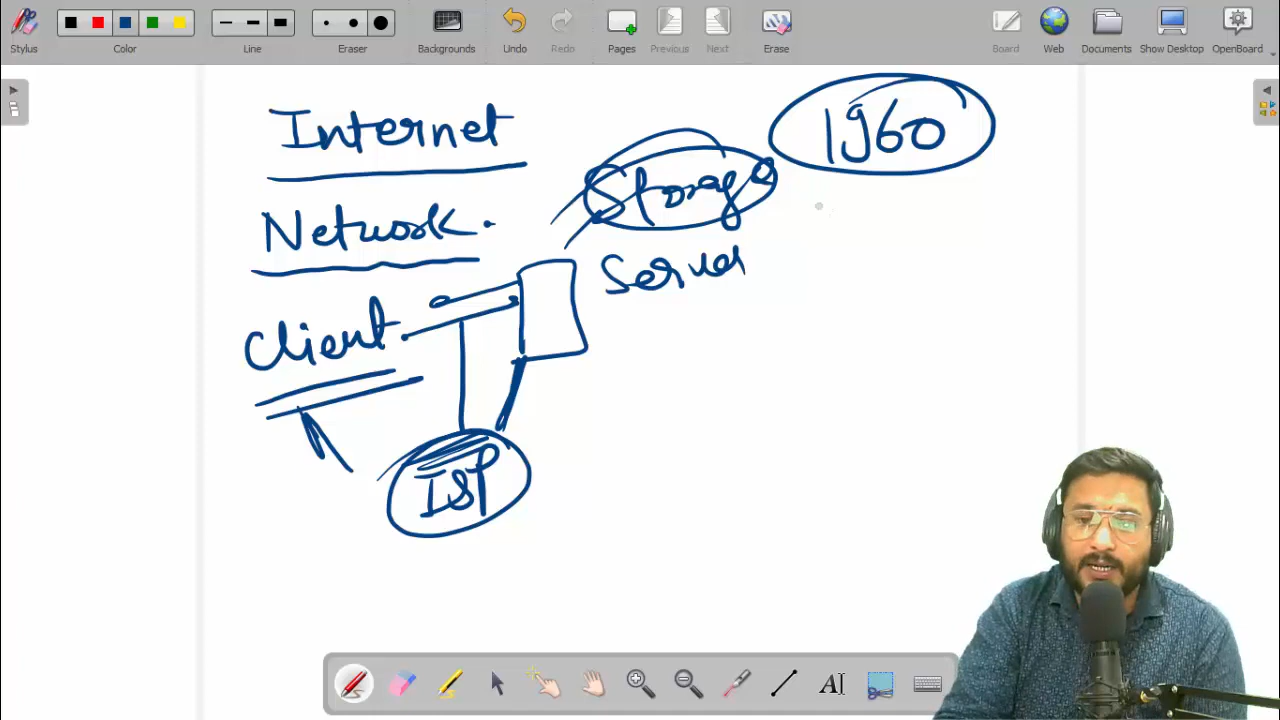 Stylus
Color
Line
Eraser
Backgrounds
Undo
Redo
Pages
Previous
Next
Erase
Board
Web
Documents
Show Desktop
OpenBoard
Internet
1960
Storage
Network.
Server
Client
ISP
AI